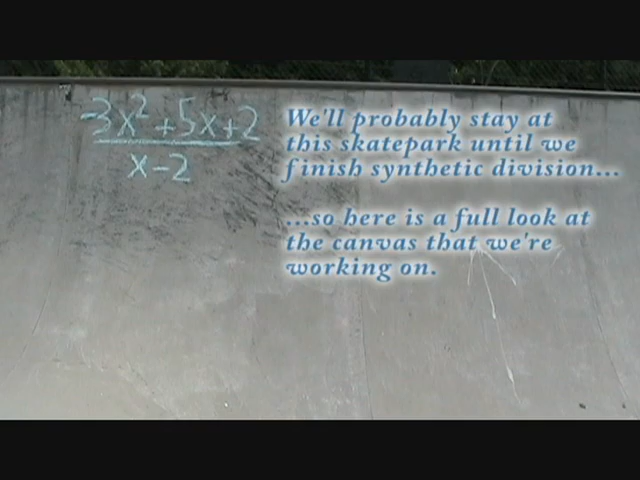 -3x²+5x+2
x-2
We'll probably stay at
this skatepark until we
finish synthetic division...
...so here is a full look at
the canvas that we're
working on.